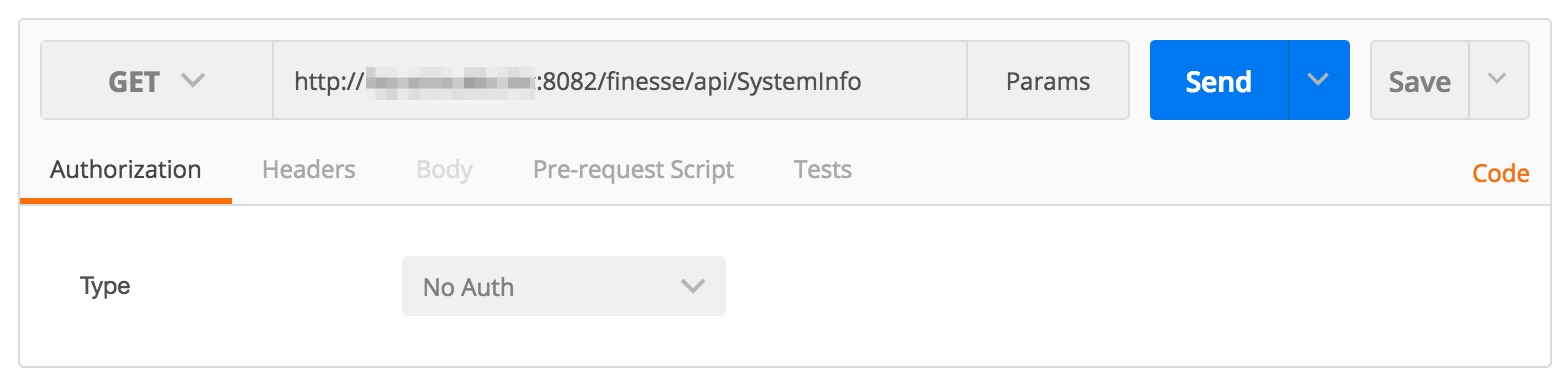 GET http:// :8082/finesse/api/SystemInfo Params Send Save
Authorization Headers Body Pre-request Script Tests Code
Type No Auth